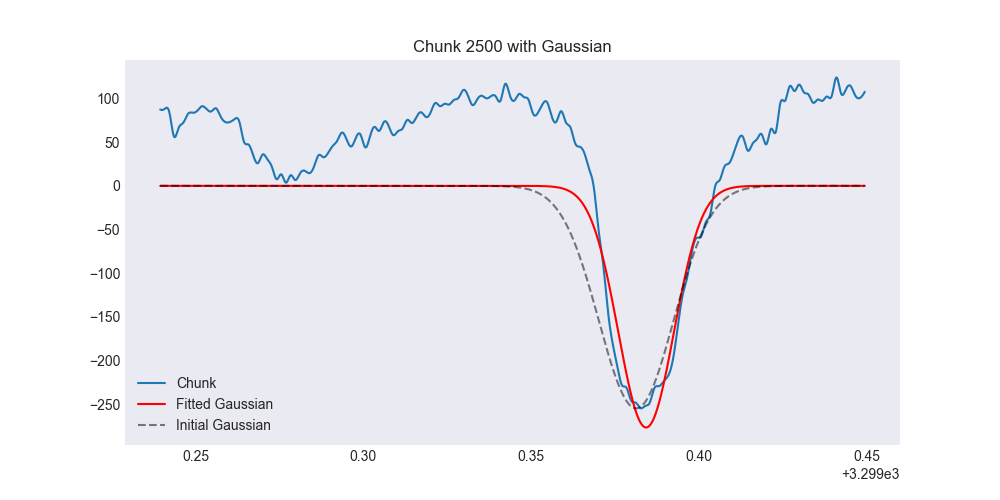 Chunk 2500 with Gaussian
100
50
0
−50
−100
−150
−200
−250
Chunk
Fitted Gaussian
Initial Gaussian
0.25 0.30 0.35 0.40 0.45
+3.299e3